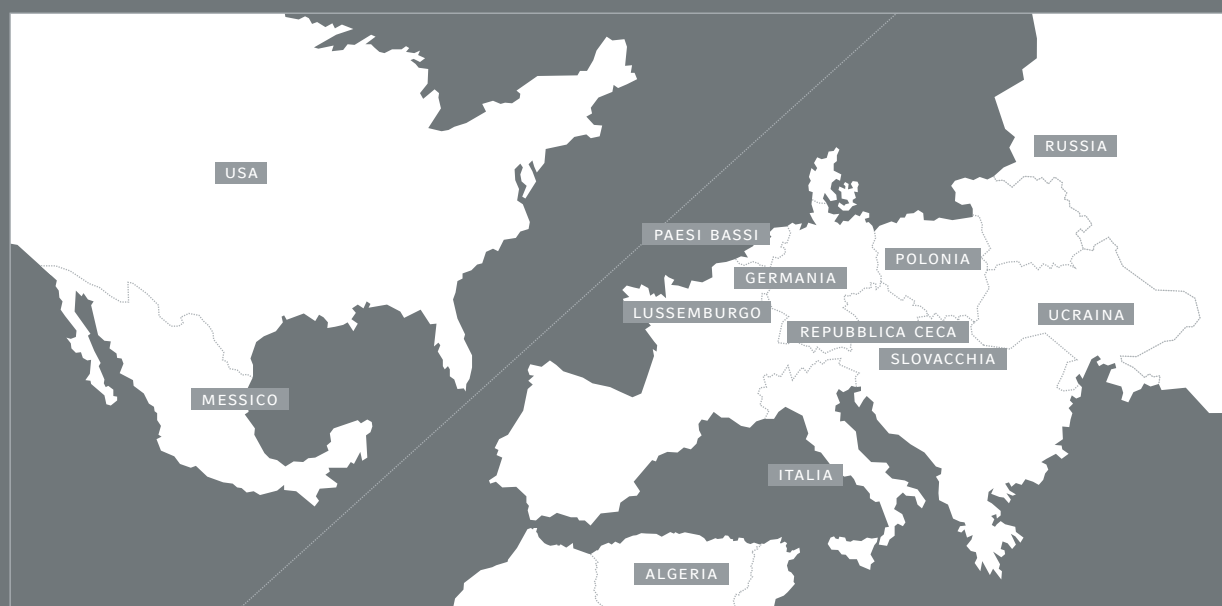 USA
RUSSIA
PAESI BASSI
POLONIA
GERMANIA
LUSSEMBURGO
UCRAINA
REPUBBLICA CECA
SLOVACCHIA
MESSICO
ITALIA
ALGERIA